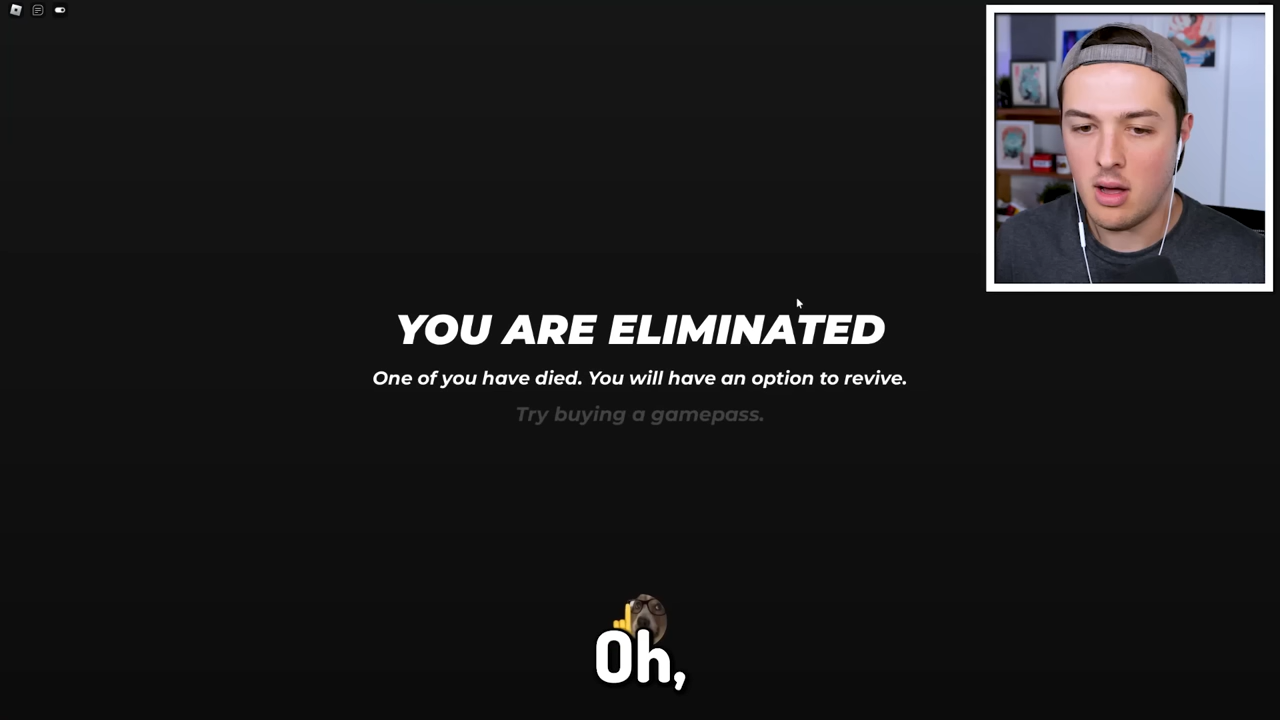 YOU ARE ELIMINATED
One of you have died. You will have an option to revive.
Try buying a gamepass.
Oh,